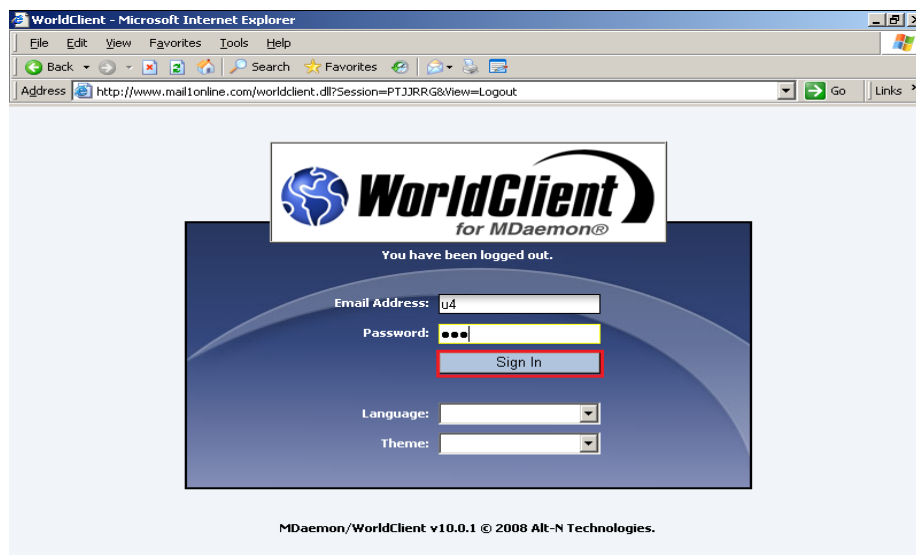 WorldClient - Microsoft Internet Explorer
File Edit View Favorites Tools Help
Back Search Favorites
Address http://www.mail1online.com/worldclient.dll?Session=PTJJRRG&View=Logout Go Links
WorldClient
for MDaemon®
You have been logged out.
Email Address: u4
Password: •••
Sign In
Language:
Theme:
MDaemon/WorldClient v10.0.1 © 2008 Alt-N Technologies.